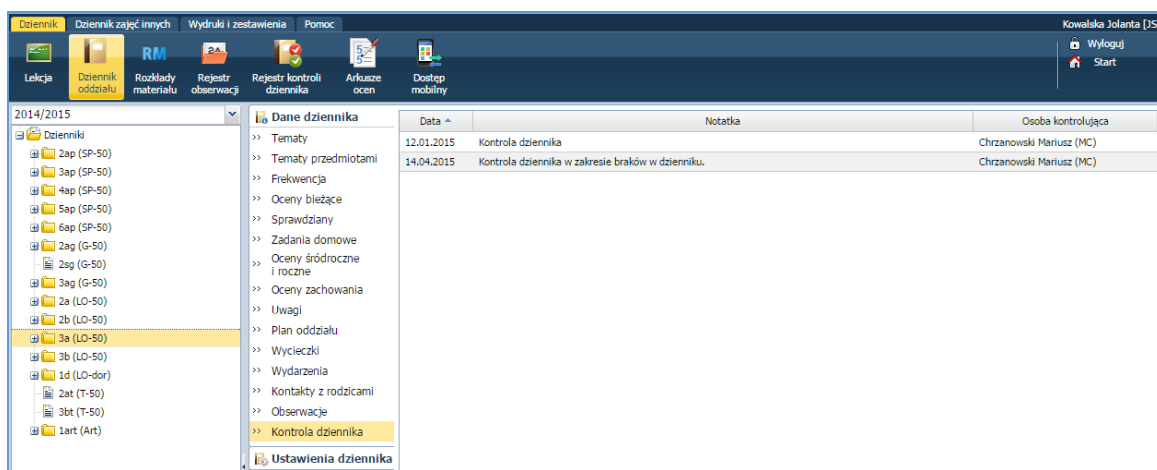 Dziennik Dziennik zajęć innych Wydruki i zestawienia Pomoc Kowalska Jolanta [JS
Wyloguj
Start
Lekcja Dziennik oddziału Rozkłady materiału Rejestr obserwacji Rejestr kontroli dziennika Arkusze ocen Dostęp mobilny
2014/2015
Dzienniki
2ap (SP-50)
3ap (SP-50)
4ap (SP-50)
5ap (SP-50)
6ap (SP-50)
2ag (G-50)
2sg (G-50)
3ag (G-50)
2a (LO-50)
2b (LO-50)
3a (LO-50)
3b (LO-50)
1d (LO-dor)
2at (T-50)
3bt (T-50)
1art (Art)
Dane dziennika
>> Tematy
>> Tematy przedmiotami
>> Frekwencja
>> Oceny bieżące
>> Sprawdziany
>> Zadania domowe
>> Oceny śródroczne
i roczne
>> Oceny zachowania
>> Uwagi
>> Plan oddziału
>> Wycieczki
>> Wydarzenia
>> Kontakty z rodzicami
>> Obserwacje
>> Kontrola dziennika
Ustawienia dziennika
Data Notatka Osoba kontrolująca
12.01.2015 Kontrola dziennika Chrzanowski Mariusz (MC)
14.04.2015 Kontrola dziennika w zakresie braków w dzienniku. Chrzanowski Mariusz (MC)